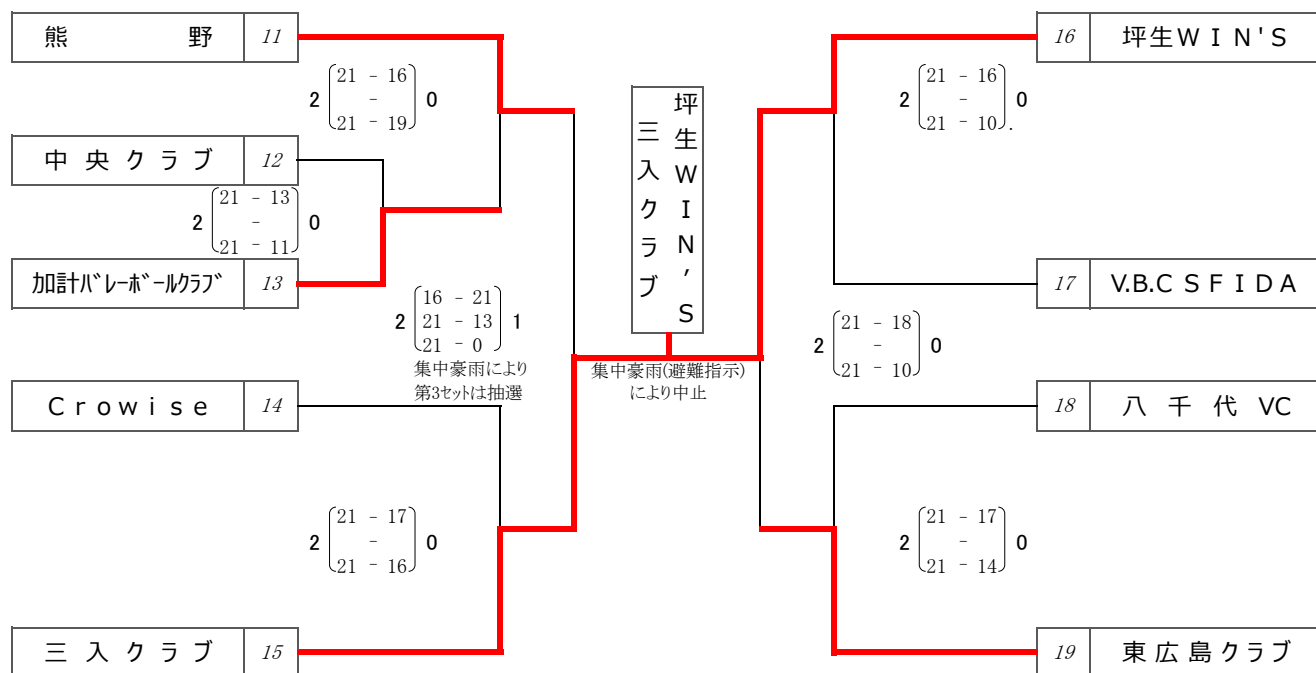 熊 野 11
2 21 - 16 0
-
21 - 19
中 央 ク ラ ブ 12
2 21 - 13 0
-
21 - 11
加計ﾊﾞﾚｰﾎﾞｰﾙｸﾗﾌﾞ 13
2 16 - 21 1
21 - 13
21 - 0
集中豪雨により
第3ｾｯﾄは抽選
Ｃｒｏｗｉｓｅ 14
2 21 - 17 0
-
21 - 16
三 入 ク ラ ブ 15
坪生ＷＩＮ’Ｓ
三入クラブ
集中豪雨(避難指示)
により中止
16 坪生ＷＩＮ'Ｓ
2 21 - 16 0
-
21 - 10.
17 V.B.CＳＦＩＤＡ
2 21 - 18 0
-
21 - 10
18 八 千 代 VC
2 21 - 17 0
-
21 - 14
19 東広島クラブ